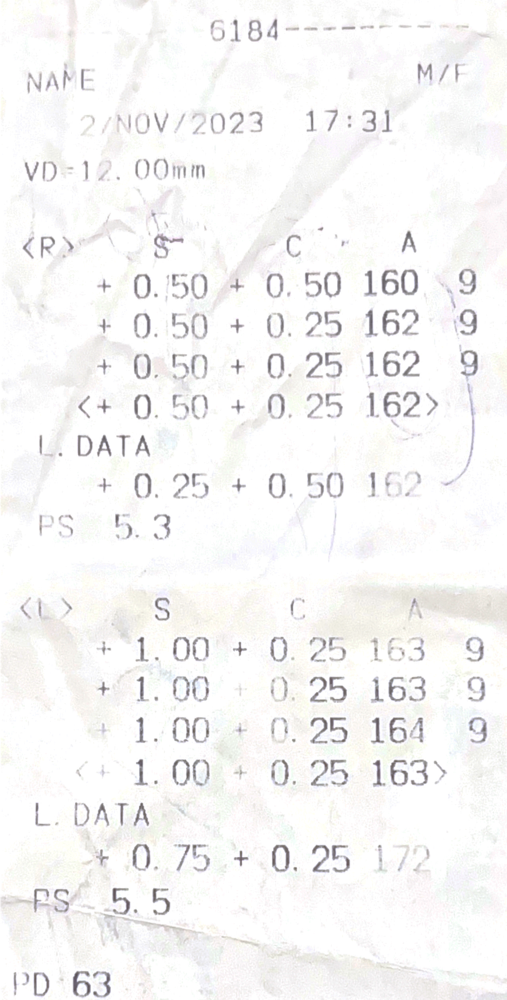 6184-----------
NAME M/F
2/NOV/2023 17:31
VD=12.00mm
<R> S C A
+ 0.50 + 0.50 160 9
+ 0.50 + 0.25 162 9
+ 0.50 + 0.25 162 9
<+ 0.50 + 0.25 162>
L.DATA
+ 0.25 + 0.50 162
PS 5.3
<L> S C A
+ 1.00 + 0.25 163 9
+ 1.00 + 0.25 163 9
+ 1.00 + 0.25 164 9
<+ 1.00 + 0.25 163>
L.DATA
+ 0.75 + 0.25 172
PS 5.5
PD 63